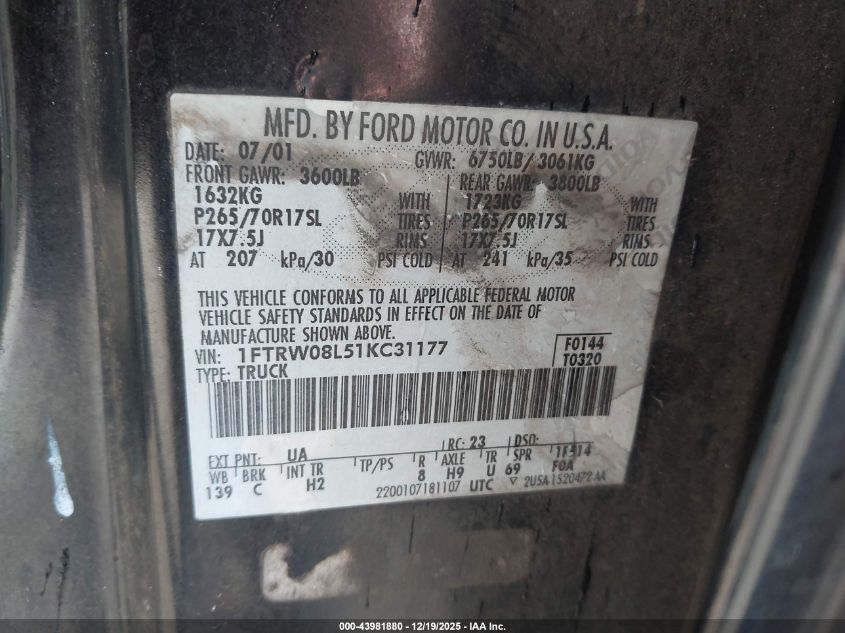 MFD. BY FORD MOTOR CO. IN U.S.A.
DATE: 07/01 GVWR: 6750LB/ 3061KG
FRONT GAWR: 3600LB REAR GAWR: 3800LB
1632KG WITH 1723KG WITH
P265/70R17SL TIRES P265/70R17SL TIRES
17X7.5J RIMS 17X7.5J RIMS
AT 207 kPa/30 PSI COLD AT 241 kPa/35 PSI COLD
THIS VEHICLE CONFORMS TO ALL APPLICABLE FEDERAL MOTOR
VEHICLE SAFETY STANDARDS IN EFFECT ON THE DATE OF
MANUFACTURE SHOWN ABOVE.
VIN: 1FTRW08L51KC31177 F0144
TYPE: TRUCK T0320
EXT PNT: UA RC: 23 DSO:
WB BRK INT TR TP/PS R AXLE TR SPR 1F514
139 C H2 8 H9 U 69 F0A
2200107181107 UTC ▽ 2U5A 1520472 AA
000-43981880 - 12/19/2025 - IAA Inc.